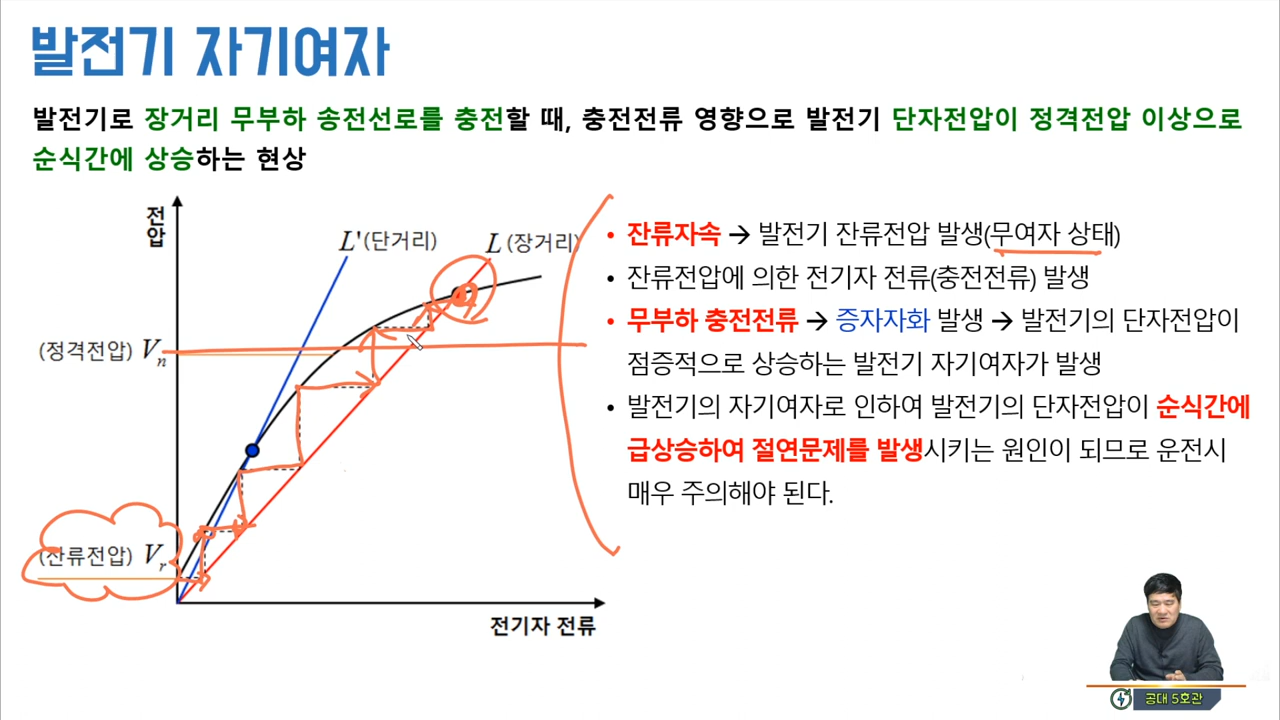 발전기 자기여자
발전기로 장거리 무부하 송전선로를 충전할 때, 충전전류 영향으로 발전기 단자전압이 정격전압 이상으로
순식간에 상승하는 현상
전
압
L'(단거리)
L (장거리)
(정격전압) Vn
(잔류전압) Vr
전기자 전류
• 잔류자속 → 발전기 잔류전압 발생(무여자 상태)
• 잔류전압에 의한 전기자 전류(충전전류) 발생
• 무부하 충전전류 → 증자자화 발생 → 발전기의 단자전압이
점증적으로 상승하는 발전기 자기여자가 발생
• 발전기의 자기여자로 인하여 발전기의 단자전압이 순식간에
급상승하여 절연문제를 발생시키는 원인이 되므로 운전시
매우 주의해야 된다.
공대 5호관